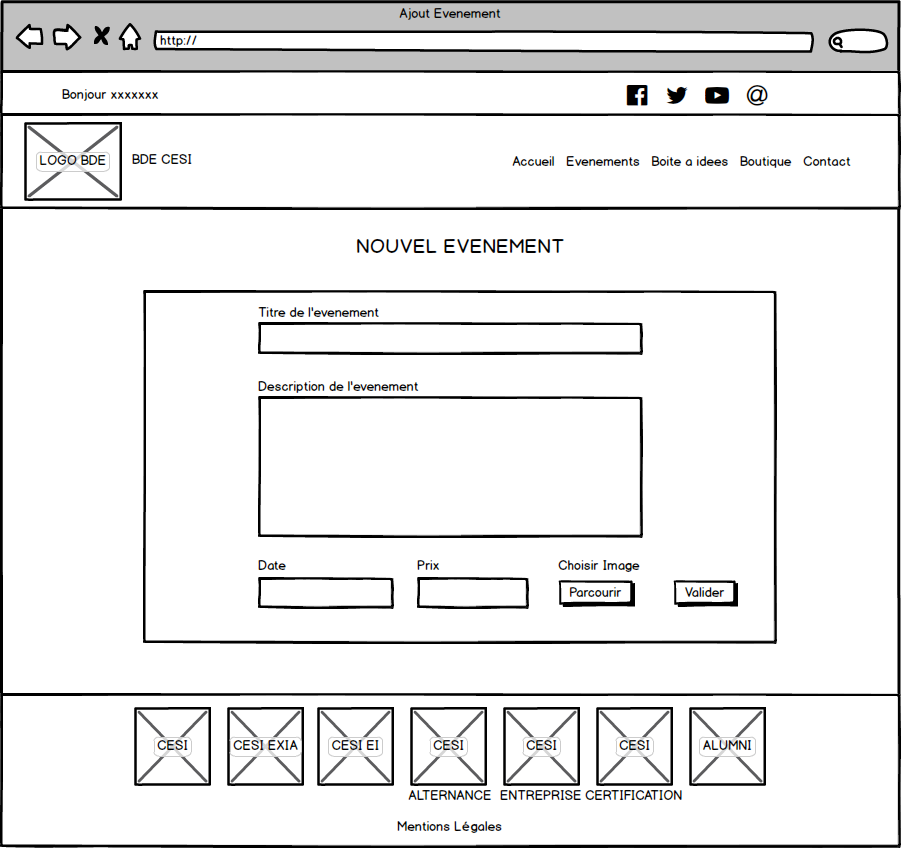 Ajout Evenement
http://
Bonjour xxxxxxx
LOGO BDE
BDE CESI
Accueil Evenements Boite a idees Boutique Contact
NOUVEL EVENEMENT
Titre de l'evenement
Description de l'evenement
Date Prix Choisir Image
Parcourir Valider
CESI CESI EXIA CESI EI CESI CESI CESI ALUMNI
ALTERNANCE ENTREPRISE CERTIFICATION
Mentions Légales